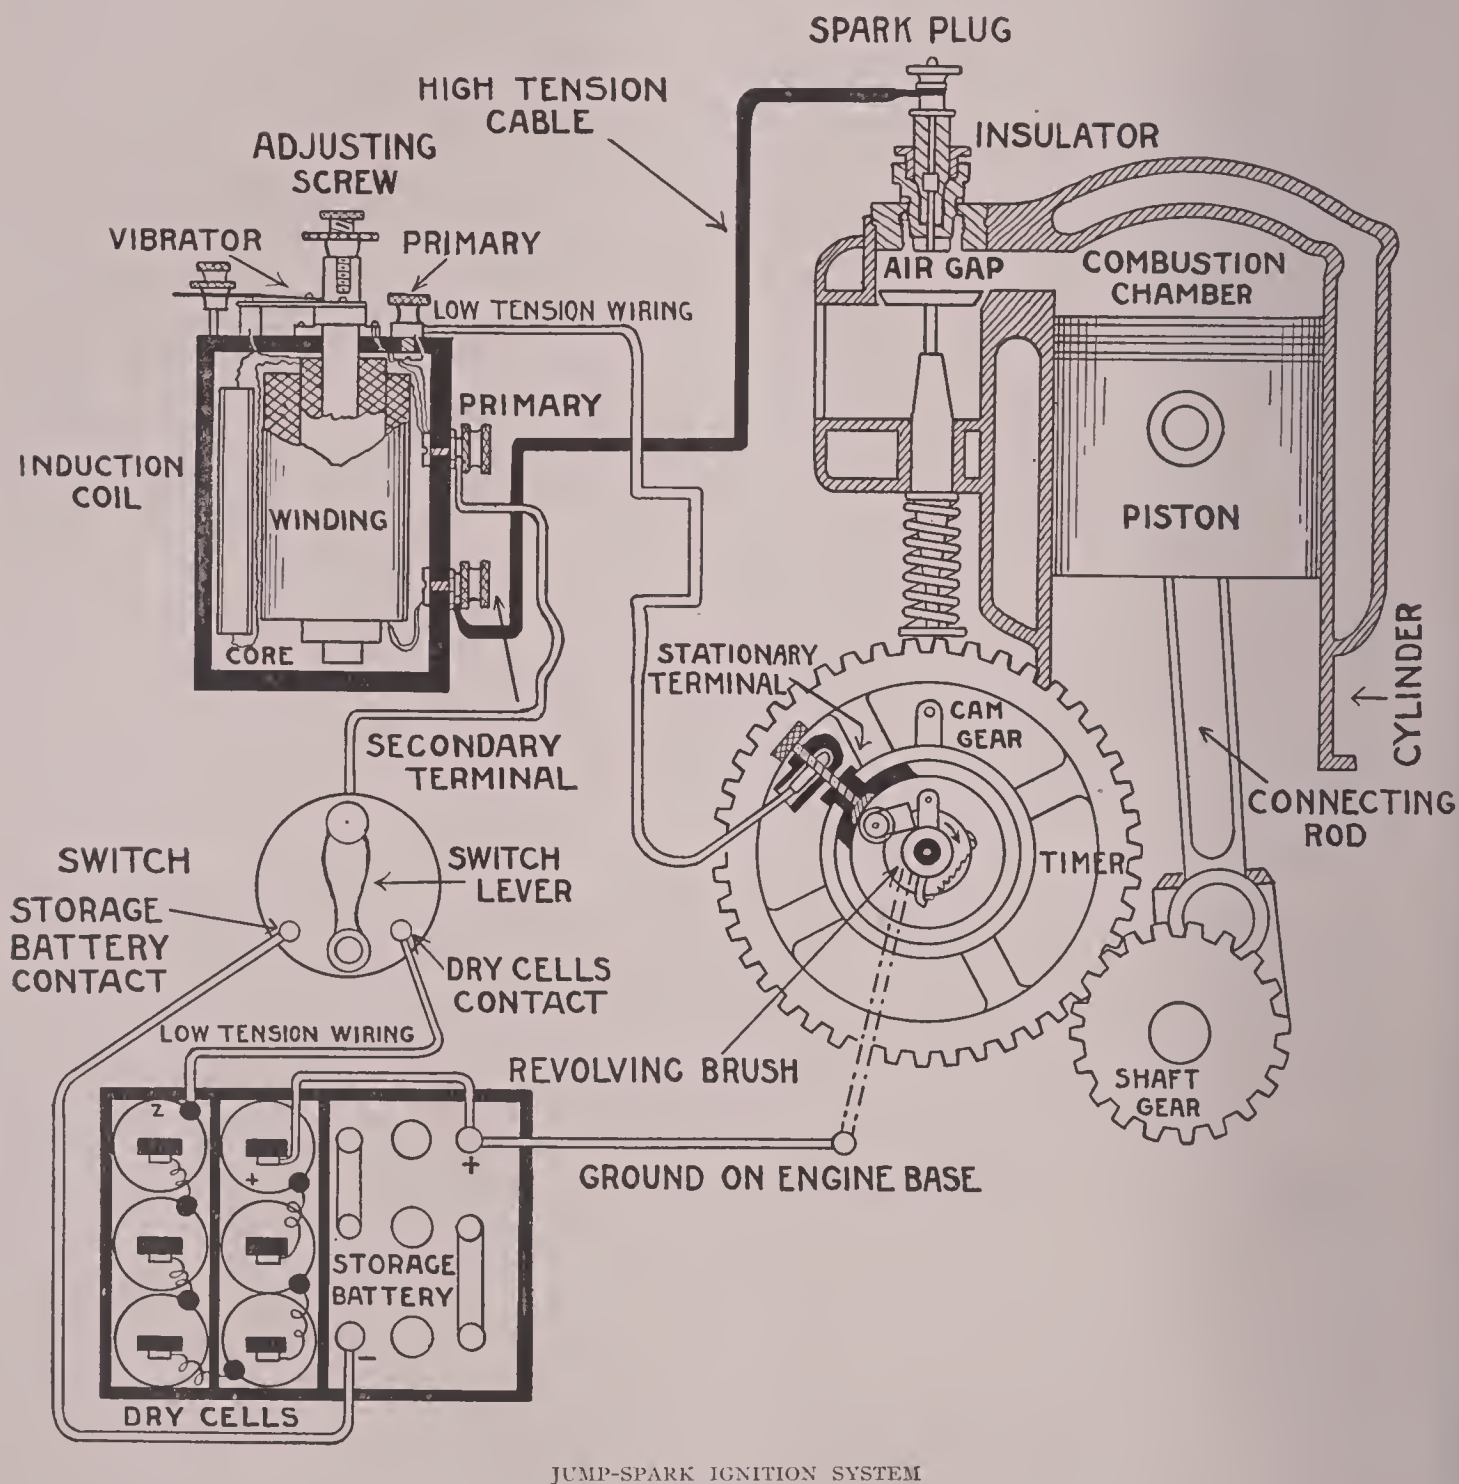 SPARK PLUG
HIGH TENSION
CABLE
INSULATOR
ADJUSTING
SCREW
VIBRATOR
PRIMARY
AIR GAP
COMBUSTION
CHAMBER
LOW TENSION WIRING
PRIMARY
INDUCTION
COIL
WINDING
PISTON
CORE
STATIONARY
TERMINAL
CAM
GEAR
CYLINDER
SECONDARY
TERMINAL
CONNECTING
ROD
SWITCH
SWITCH
LEVER
TIMER
STORAGE
BATTERY
CONTACT
DRY CELLS
CONTACT
LOW TENSION WIRING
REVOLVING BRUSH
SHAFT
GEAR
Z
+
+
GROUND ON ENGINE BASE
STORAGE
BATTERY
-
DRY CELLS
JUMP-SPARK IGNITION SYSTEM